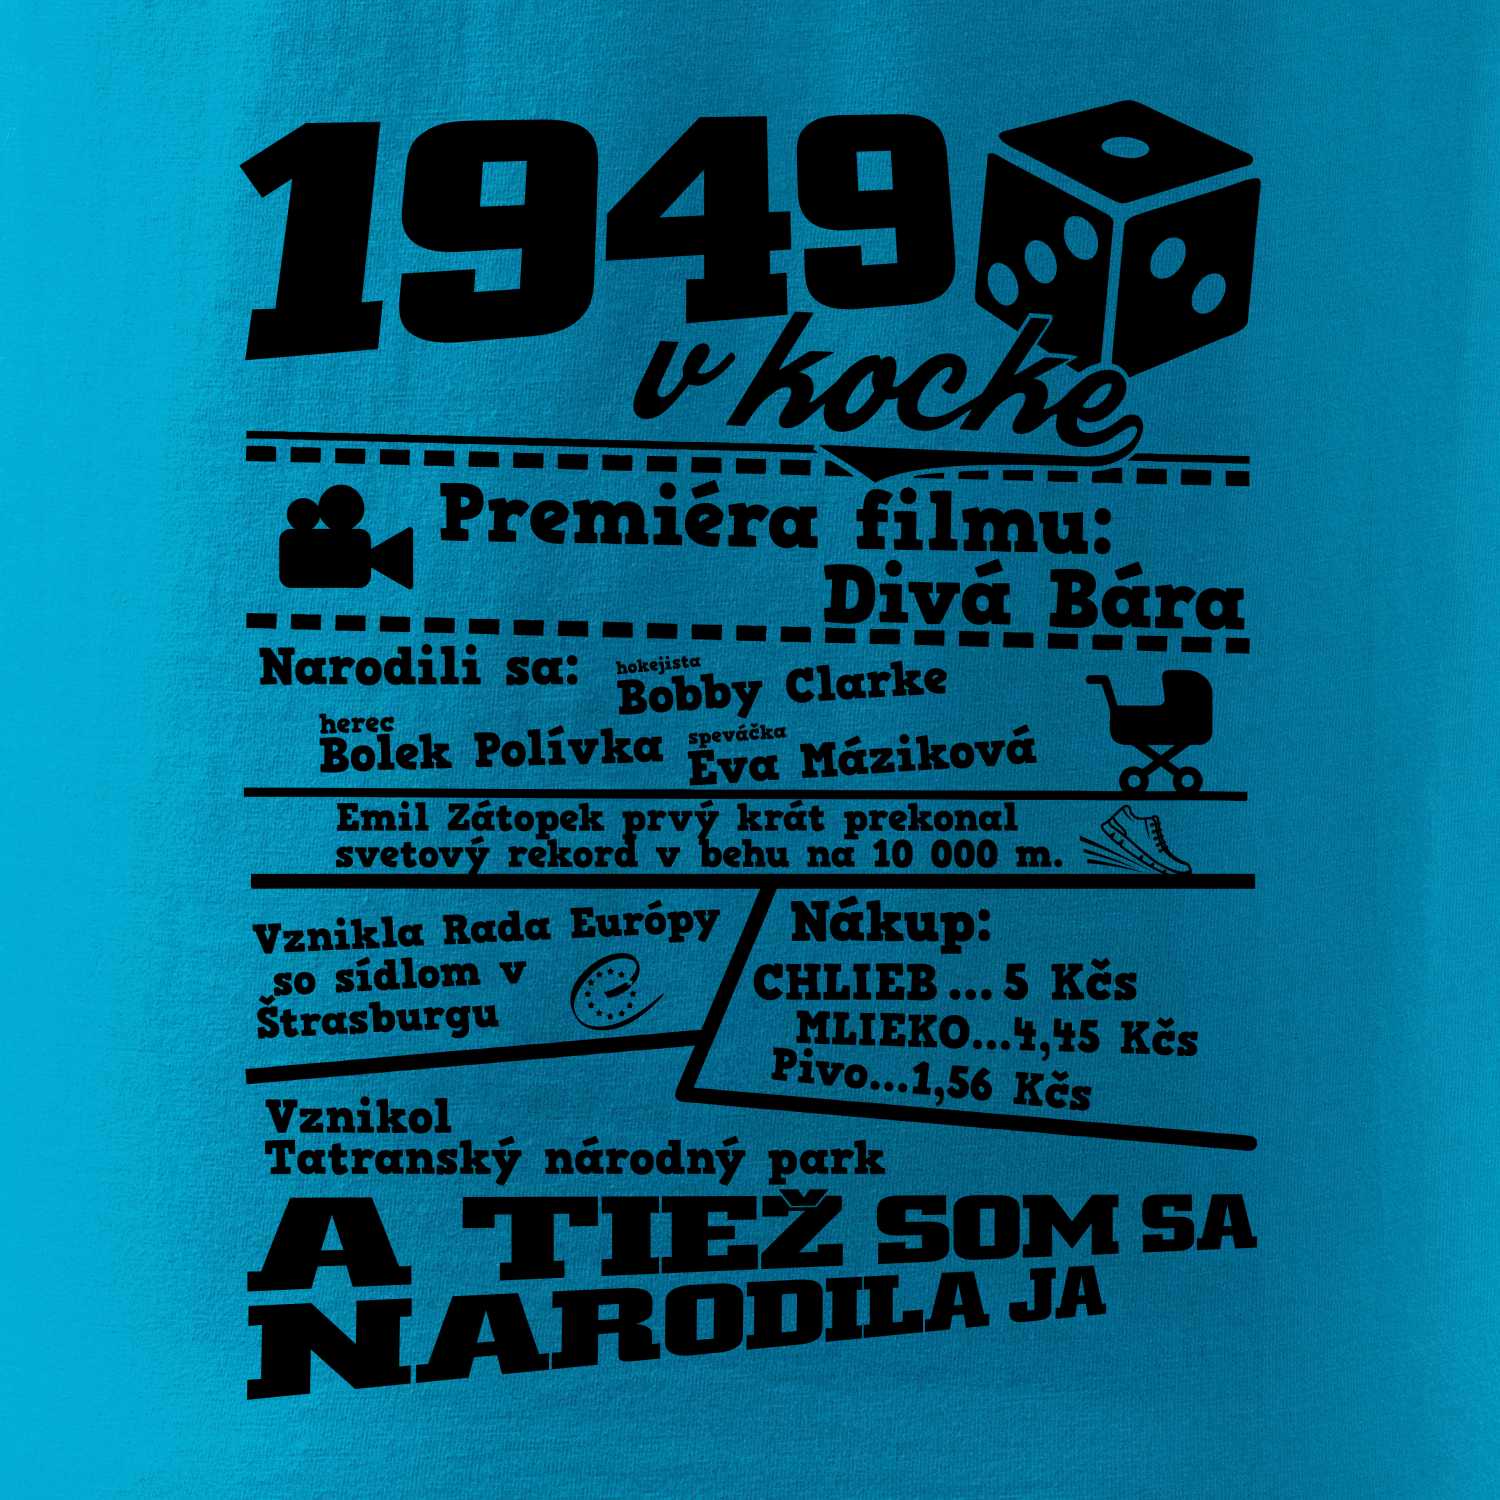 1949
v kocke
Premiéra filmu:
Divá Bára
Narodili sa:
hokejista
Bobby Clarke
herec
Bolek Polívka
speváčka
Eva Máziková
Emil Zátopek prvý krát prekonal
svetový rekord v behu na 10 000 m.
Vznikla Rada Európy
so sídlom v
Štrasburgu
Nákup:
CHLIEB...5 Kčs
MLIEKO...4,45 Kčs
Pivo...1,56 Kčs
Vznikol
Tatranský národný park
A TIEŽ SOM SA
NARODILA JA